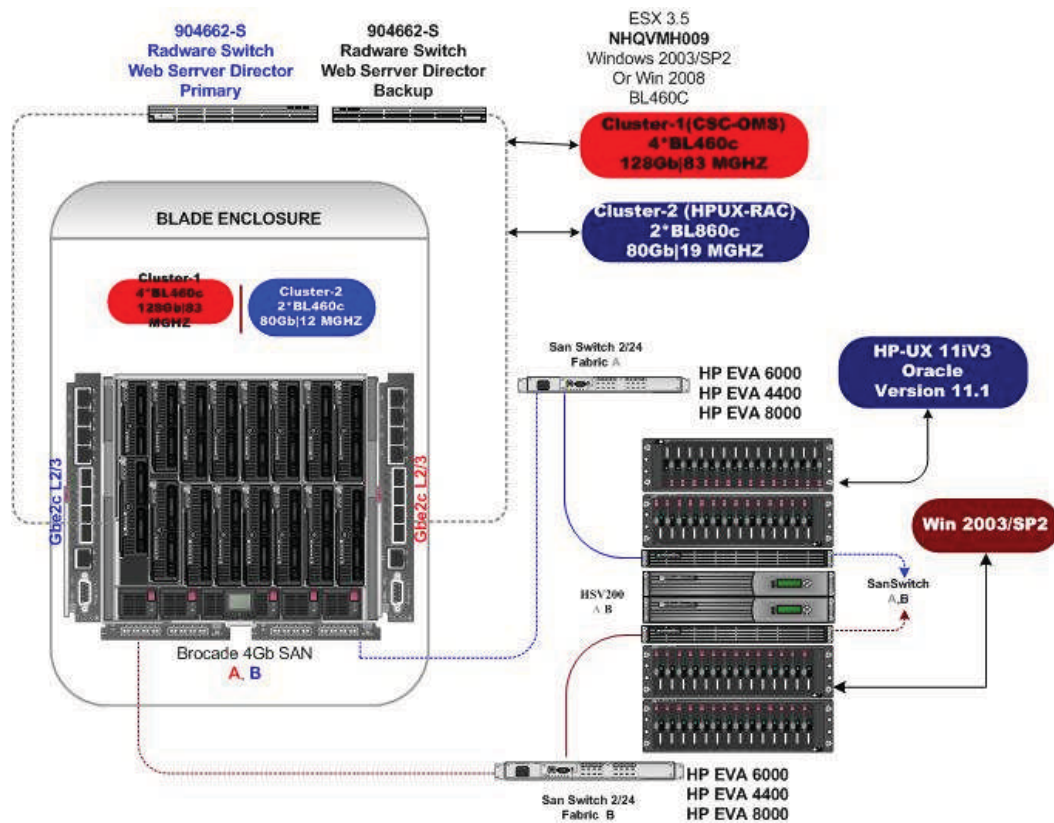 904662-S
Radware Switch
Web Serrver Director
Primary
904662-S
Radware Switch
Web Serrver Director
Backup
ESX 3.5
NHQVMH009
Windows 2003/SP2
Or Win 2008
BL460C
Cluster-1(CSC-OMS)
4*BL460c
128Gb|83 MGHZ
Cluster-2 (HPUX-RAC)
2*BL860c
80Gb|19 MGHZ
BLADE ENCLOSURE
Cluster-1
4*BL460c
128Gb|83
MGHZ
Cluster-2
2*BL460c
80Gb|12 MGHZ
San Switch 2/24
Fabric A
HP EVA 6000
HP EVA 4400
HP EVA 8000
HP-UX 11iV3
Oracle
Version 11.1
Gbe2c L2/3
Gbe2c L2/3
Win 2003/SP2
HSV200
A B
SanSwitch
A,B
Brocade 4Gb SAN
A, B
San Switch 2/24
Fabric B
HP EVA 6000
HP EVA 4400
HP EVA 8000